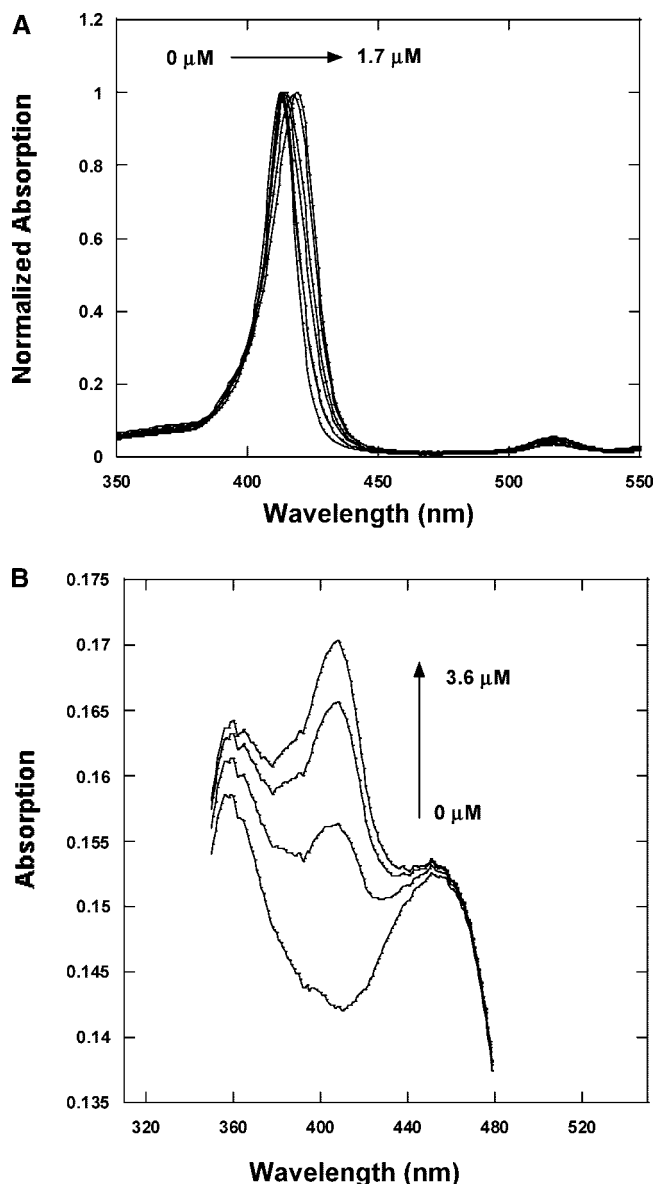 A
1.2
0 μM
1.7 μM
1
0.8
0.6
0.4
0.2
0
Normalized Absorption
350
400
450
500
550
Wavelength (nm)
B
0.175
0.17
3.6 μM
0.165
0.16
0 μM
0.155
0.15
0.145
0.14
0.135
Absorption
320
360
400
440
480
520
Wavelength (nm)